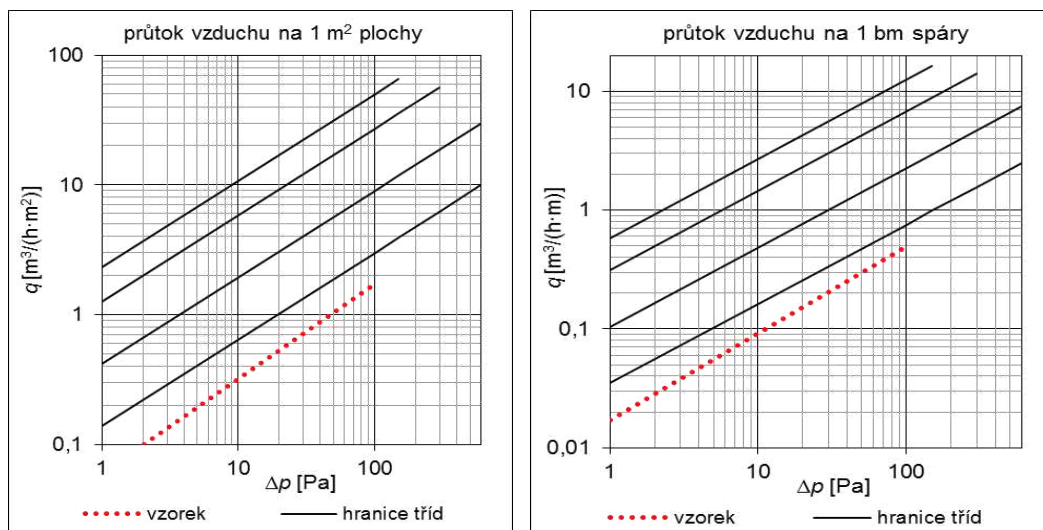 průtok vzduchu na 1 m² plochy
100
10
1
0,1
q [m³/(h·m²)]
1 10 100
Δp [Pa]
vzorek hranice tříd
průtok vzduchu na 1 bm spáry
10
1
0,1
0,01
q [m³/(h·m)]
1 10 100
Δp [Pa]
vzorek hranice tříd